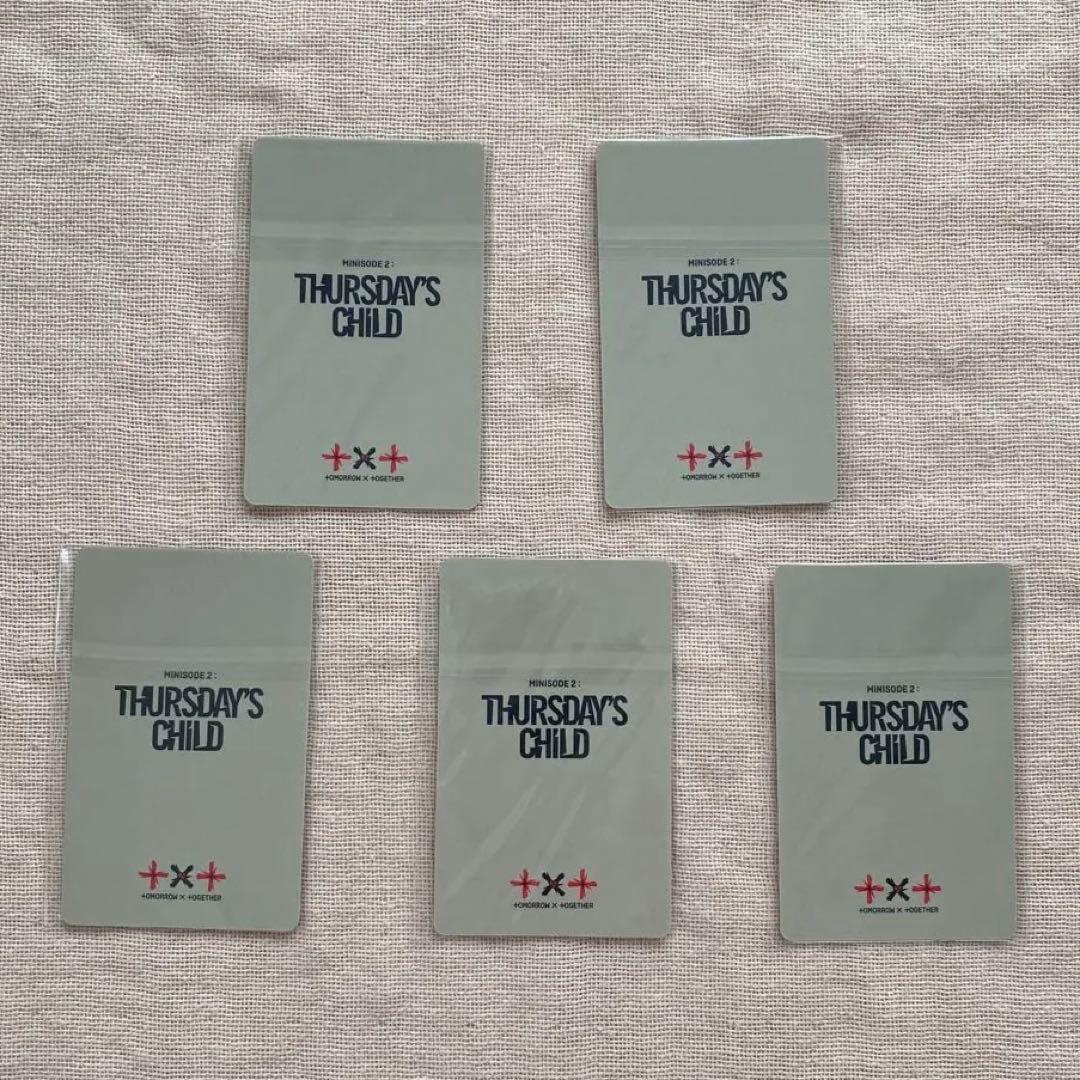 MINISODE 2 :
THURSDAY'S
CHILD
+x+
+OMORROW X +OGETHER
MINISODE 2 :
THURSDAY'S
CHILD
+x+
+OMORROW X +OGETHER
MINISODE 2 :
THURSDAY'S
CHILD
+x+
+OMORROW X +OGETHER
MINISODE 2 :
THURSDAY'S
CHILD
+x+
+OMORROW X +OGETHER
MINISODE 2 :
THURSDAY'S
CHILD
+x+
+OMORROW X +OGETHER